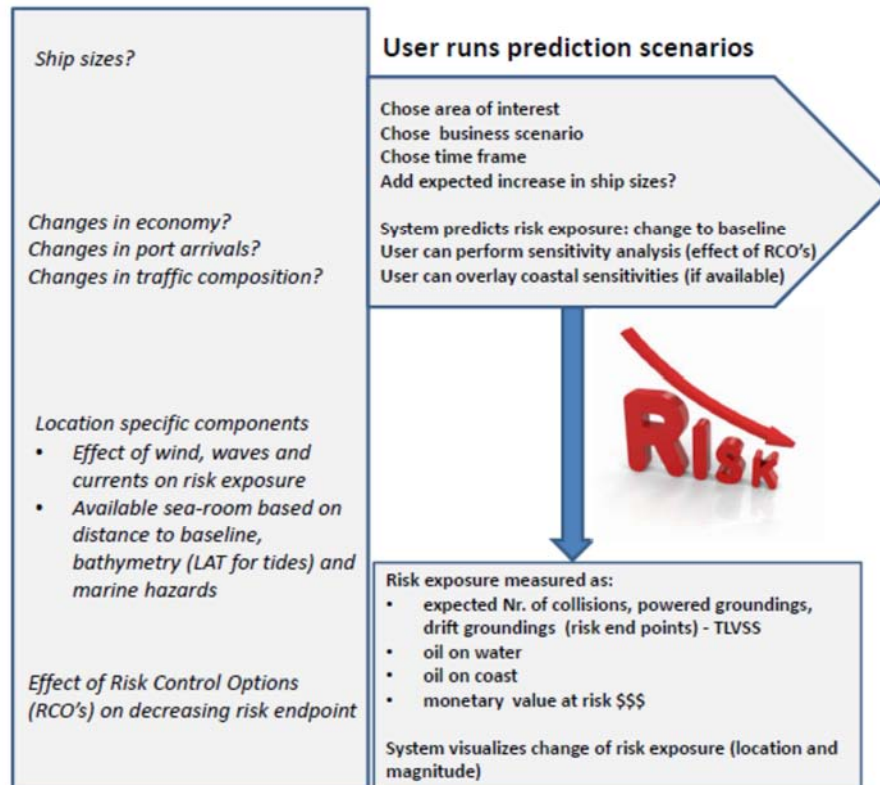 Ship sizes?
Changes in economy?
Changes in port arrivals?
Changes in traffic composition?
Location specific components
• Effect of wind, waves and
currents on risk exposure
• Available sea-room based on
distance to baseline,
bathymetry (LAT for tides) and
marine hazards
Effect of Risk Control Options
(RCO's) on decreasing risk endpoint
User runs prediction scenarios
Chose area of interest
Chose business scenario
Chose time frame
Add expected increase in ship sizes?
System predicts risk exposure: change to baseline
User can perform sensitivity analysis (effect of RCO's)
User can overlay coastal sensitivities (if available)
RISK
Risk exposure measured as:
• expected Nr. of collisions, powered groundings,
drift groundings (risk end points) - TLVSS
• oil on water
• oil on coast
• monetary value at risk $$$
System visualizes change of risk exposure (location and
magnitude)